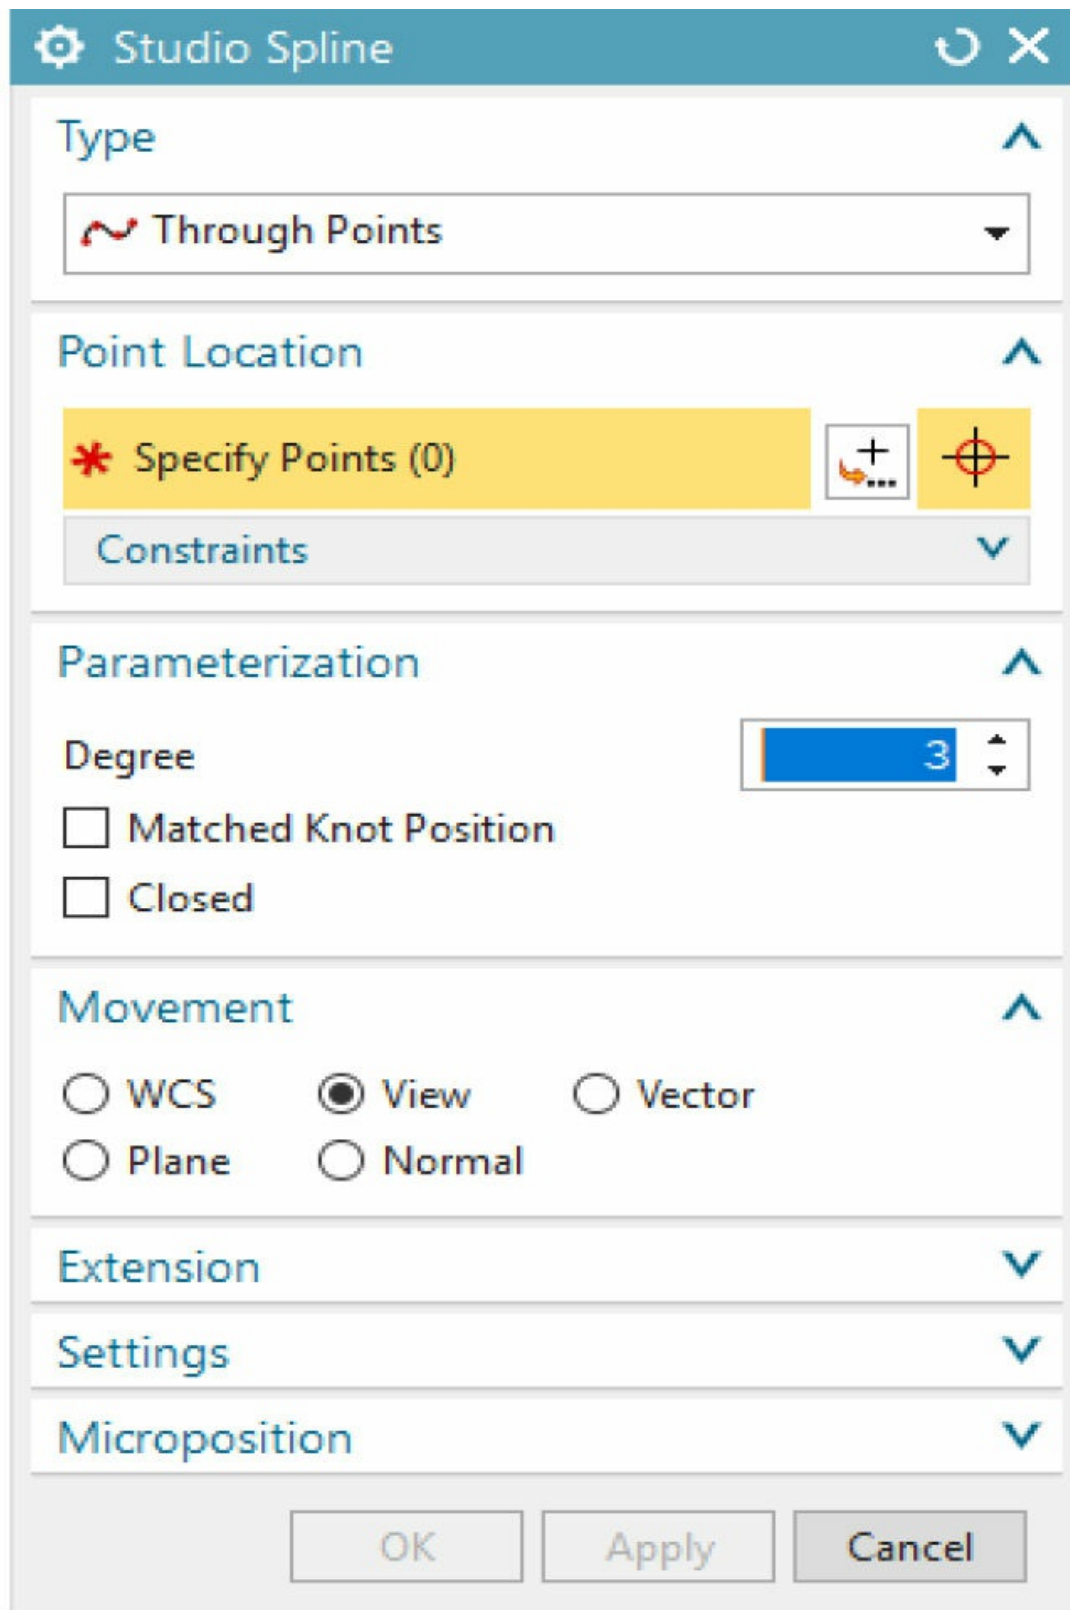 Studio Spline
Type
Through Points
Point Location
* Specify Points (0)
Constraints
Parameterization
Degree 3
Matched Knot Position
Closed
Movement
WCS View Vector
Plane Normal
Extension
Settings
Microposition
OK Apply Cancel